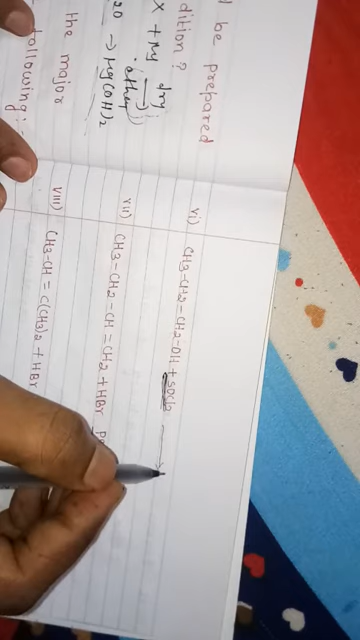 be prepared
dition?
X + Mg dry
ether
20 → Mg(OH)2
the major
following:-
vi) CH3-CH2-CH2-OH + SOCl2 →
vii) CH3-CH2-CH=CH2 + HBr
viii) CH3-CH=C(CH3)2 + HBr